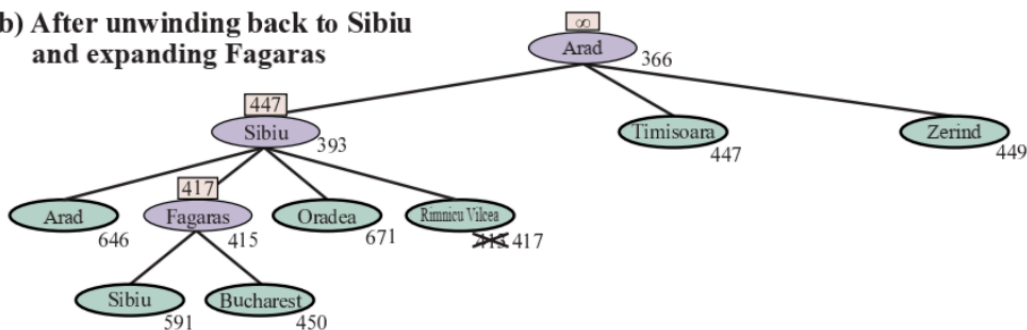 b) After unwinding back to Sibiu
and expanding Fagaras
∞
Arad
366
447
Sibiu
393
Timisoara
447
Zerind
449
Arad
646
417
Fagaras
415
Oradea
671
Rimnicu Vilcea
413 417
Sibiu
591
Bucharest
450